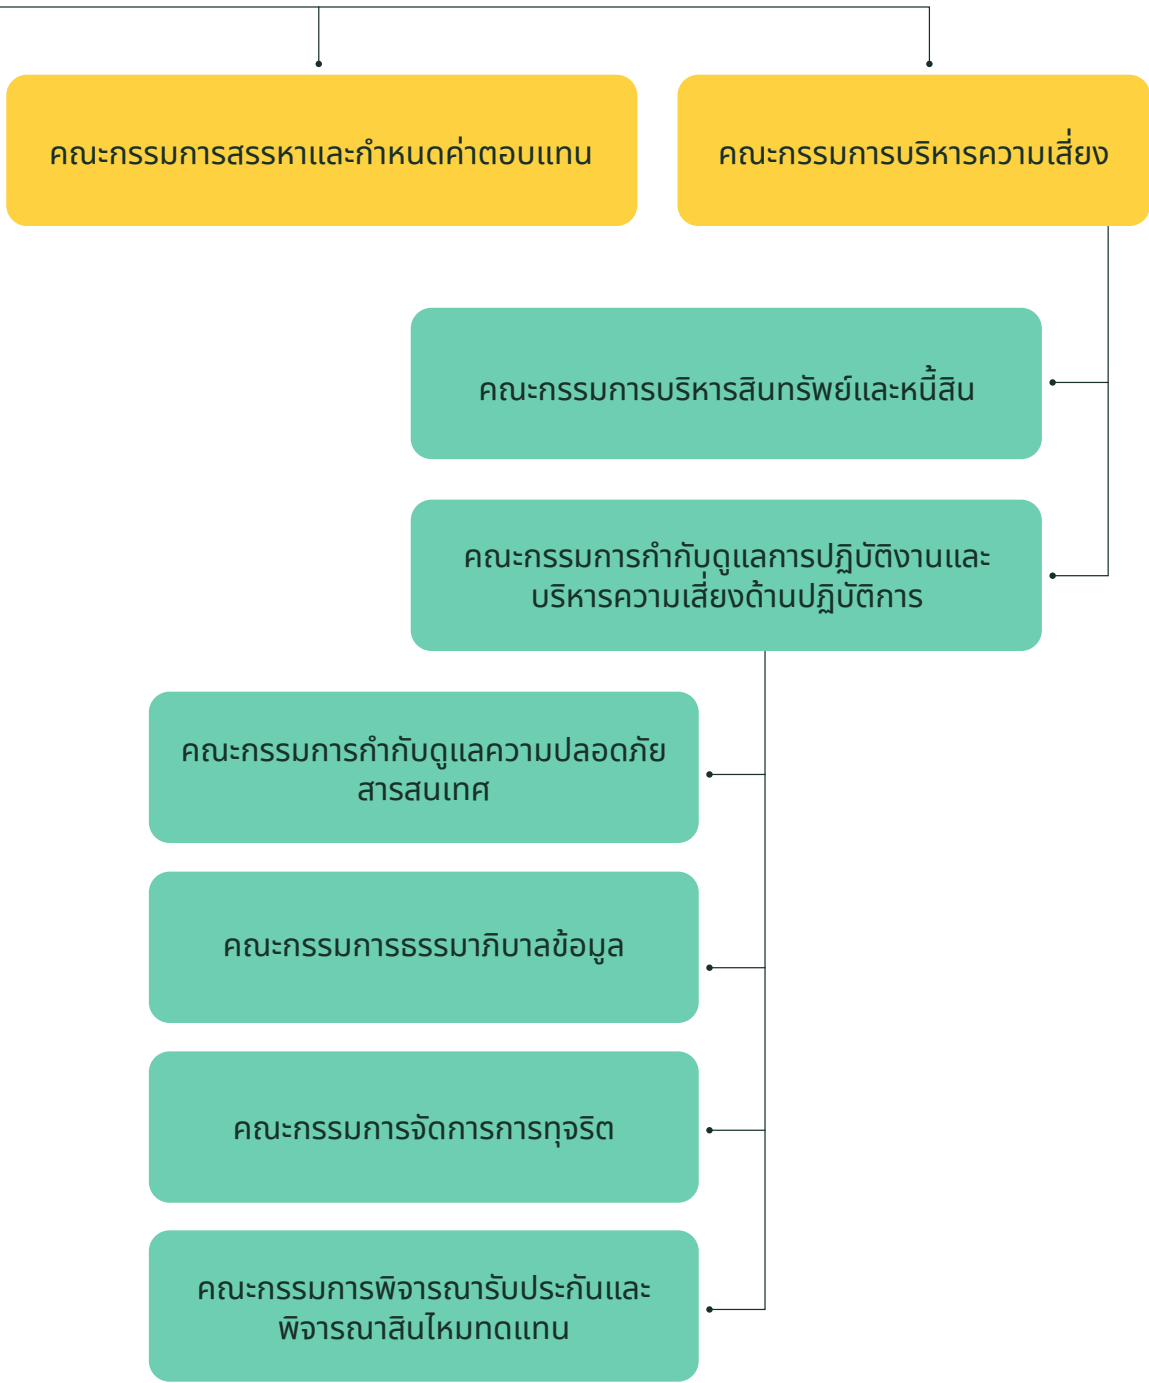 คณะกรรมการสรรหาและกำหนดค่าตอบแทน
คณะกรรมการบริหารความเสี่ยง
คณะกรรมการบริหารสินทรัพย์และหนี้สิน
คณะกรรมการกำกับดูแลการปฏิบัติงานและ
บริหารความเสี่ยงด้านปฏิบัติการ
คณะกรรมการกำกับดูแลความปลอดภัย
สารสนเทศ
คณะกรรมการธรรมาภิบาลข้อมูล
คณะกรรมการจัดการการทุจริต
คณะกรรมการพิจารณารับประกันและ
พิจารณาสินไหมทดแทน